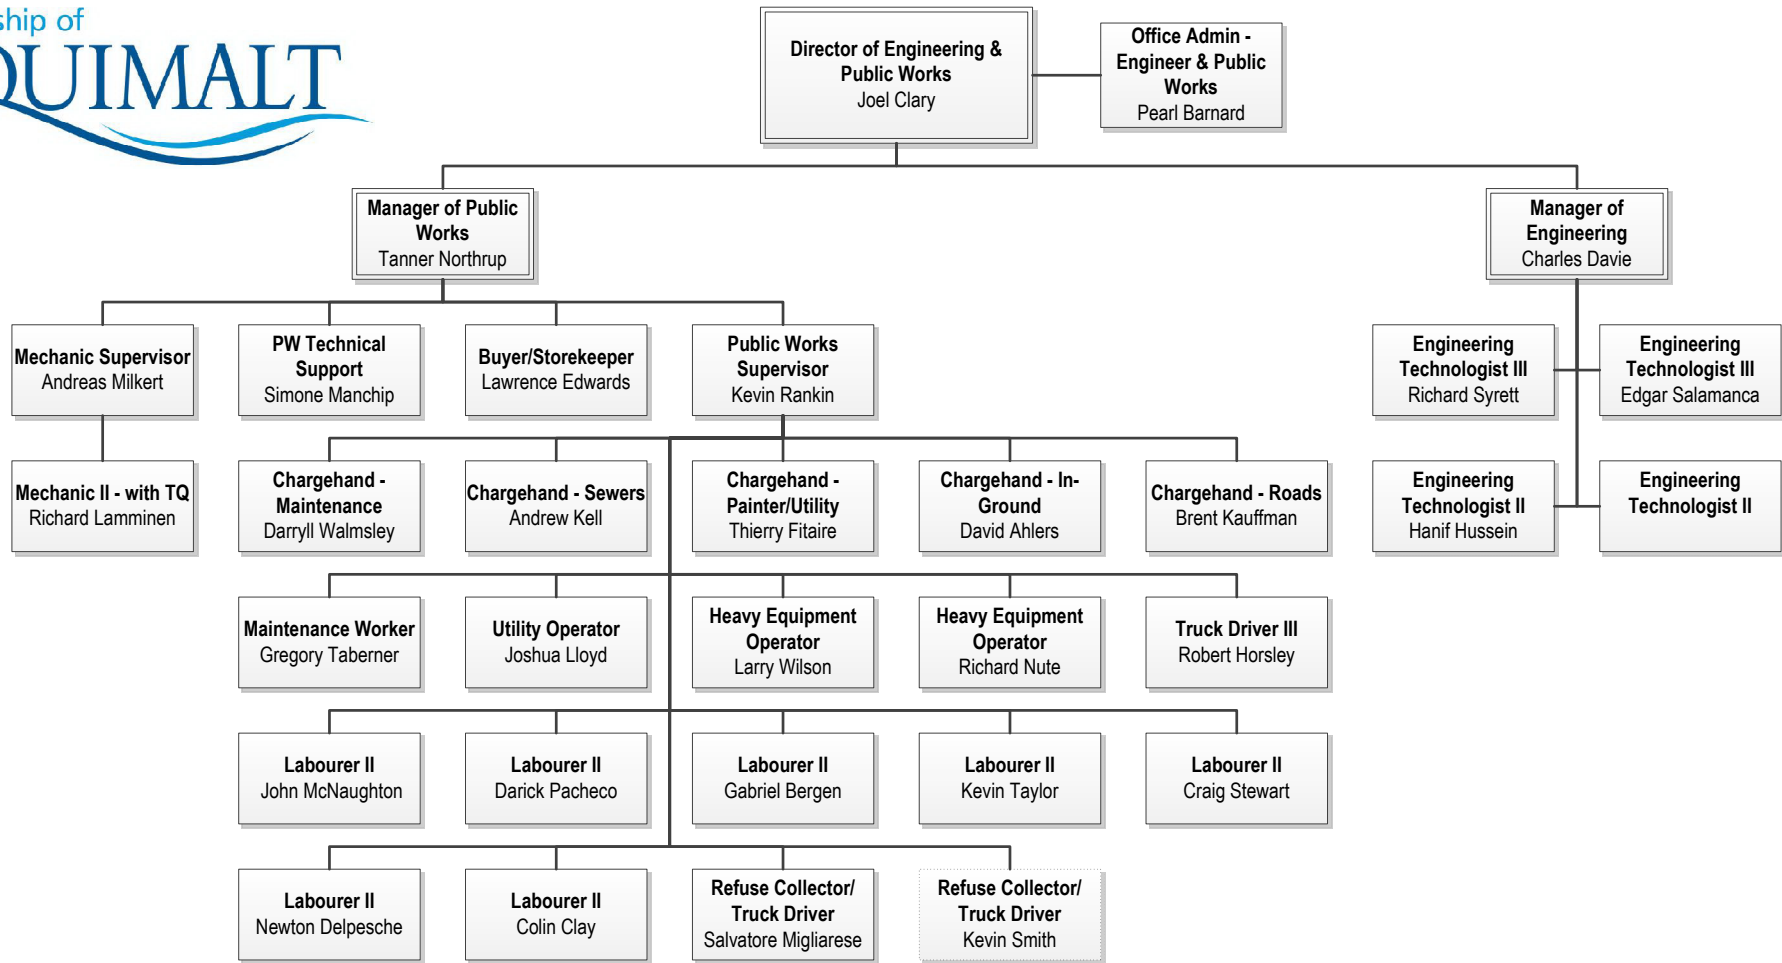 ship of
QUIMALT
Director of Engineering &
Public Works
Joel Clary
Office Admin -
Engineer & Public
Works
Pearl Barnard
Manager of Public
Works
Tanner Northrup
Manager of
Engineering
Charles Davie
Mechanic Supervisor
Andreas Milkert
PW Technical
Support
Simone Manchip
Buyer/Storekeeper
Lawrence Edwards
Public Works
Supervisor
Kevin Rankin
Engineering
Technologist III
Richard Syrett
Engineering
Technologist III
Edgar Salamanca
Mechanic II - with TQ
Richard Lamminen
Chargehand -
Maintenance
Darryll Walmsley
Chargehand - Sewers
Andrew Kell
Chargehand -
Painter/Utility
Thierry Fitaire
Chargehand - In-
Ground
David Ahlers
Chargehand - Roads
Brent Kauffman
Engineering
Technologist II
Hanif Hussein
Engineering
Technologist II
Maintenance Worker
Gregory Taberner
Utility Operator
Joshua Lloyd
Heavy Equipment
Operator
Larry Wilson
Heavy Equipment
Operator
Richard Nute
Truck Driver III
Robert Horsley
Labourer II
John McNaughton
Labourer II
Darick Pacheco
Labourer II
Gabriel Bergen
Labourer II
Kevin Taylor
Labourer II
Craig Stewart
Labourer II
Newton Delpesche
Labourer II
Colin Clay
Refuse Collector/
Truck Driver
Salvatore Migliarese
Refuse Collector/
Truck Driver
Kevin Smith